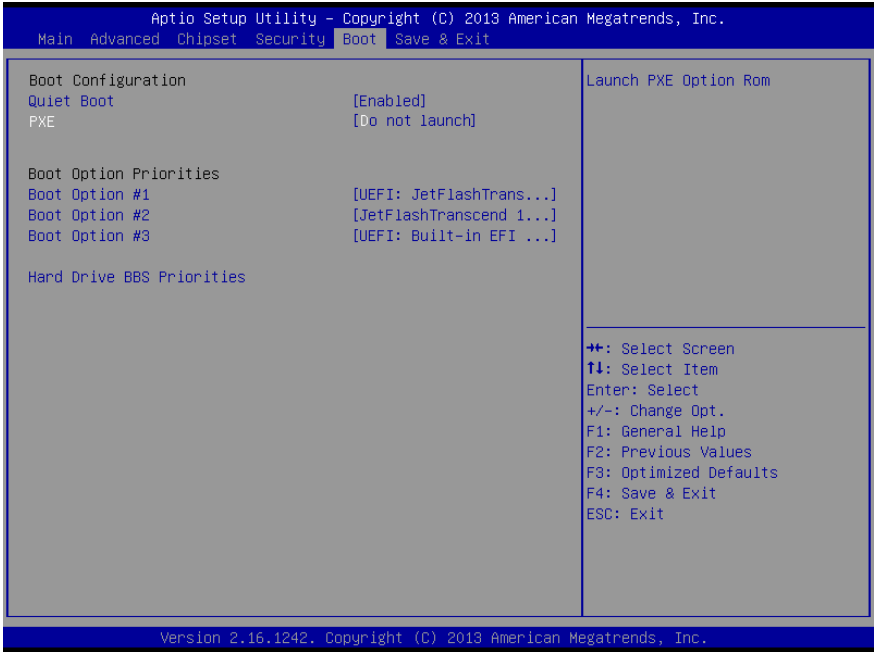 Aptio Setup Utility – Copyright (C) 2013 American Megatrends, Inc.
Main Advanced Chipset Security Boot Save & Exit
Boot Configuration
Quiet Boot [Enabled]
PXE [Do not launch]
Boot Option Priorities
Boot Option #1 [UEFI: JetFlashTrans...]
Boot Option #2 [JetFlashTranscend 1...]
Boot Option #3 [UEFI: Built-in EFI ...]
Hard Drive BBS Priorities
Launch PXE Option Rom
→←: Select Screen
↑↓: Select Item
Enter: Select
+/-: Change Opt.
F1: General Help
F2: Previous Values
F3: Optimized Defaults
F4: Save & Exit
ESC: Exit
Version 2.16.1242. Copyright (C) 2013 American Megatrends, Inc.